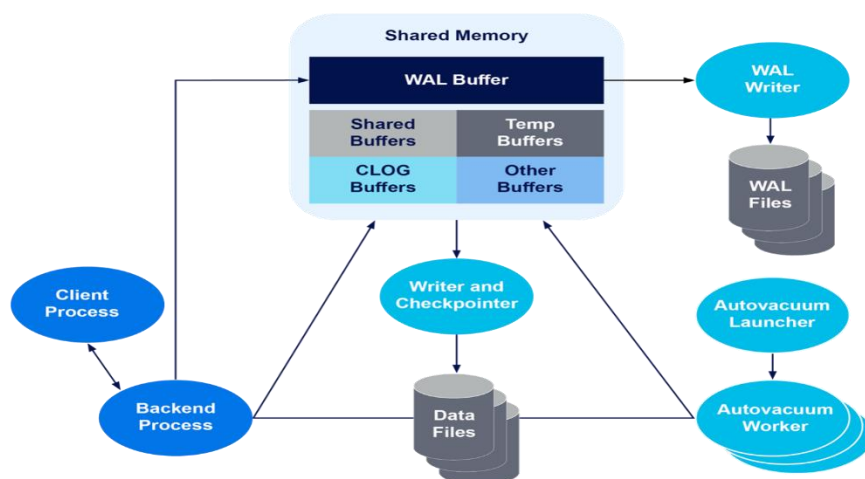 Shared Memory
WAL Buffer
Shared
Buffers
Temp
Buffers
CLOG
Buffers
Other
Buffers
WAL
Writer
WAL
Files
Client
Process
Writer and
Checkpointer
Autovacuum
Launcher
Backend
Process
Data
Files
Autovacuum
Worker